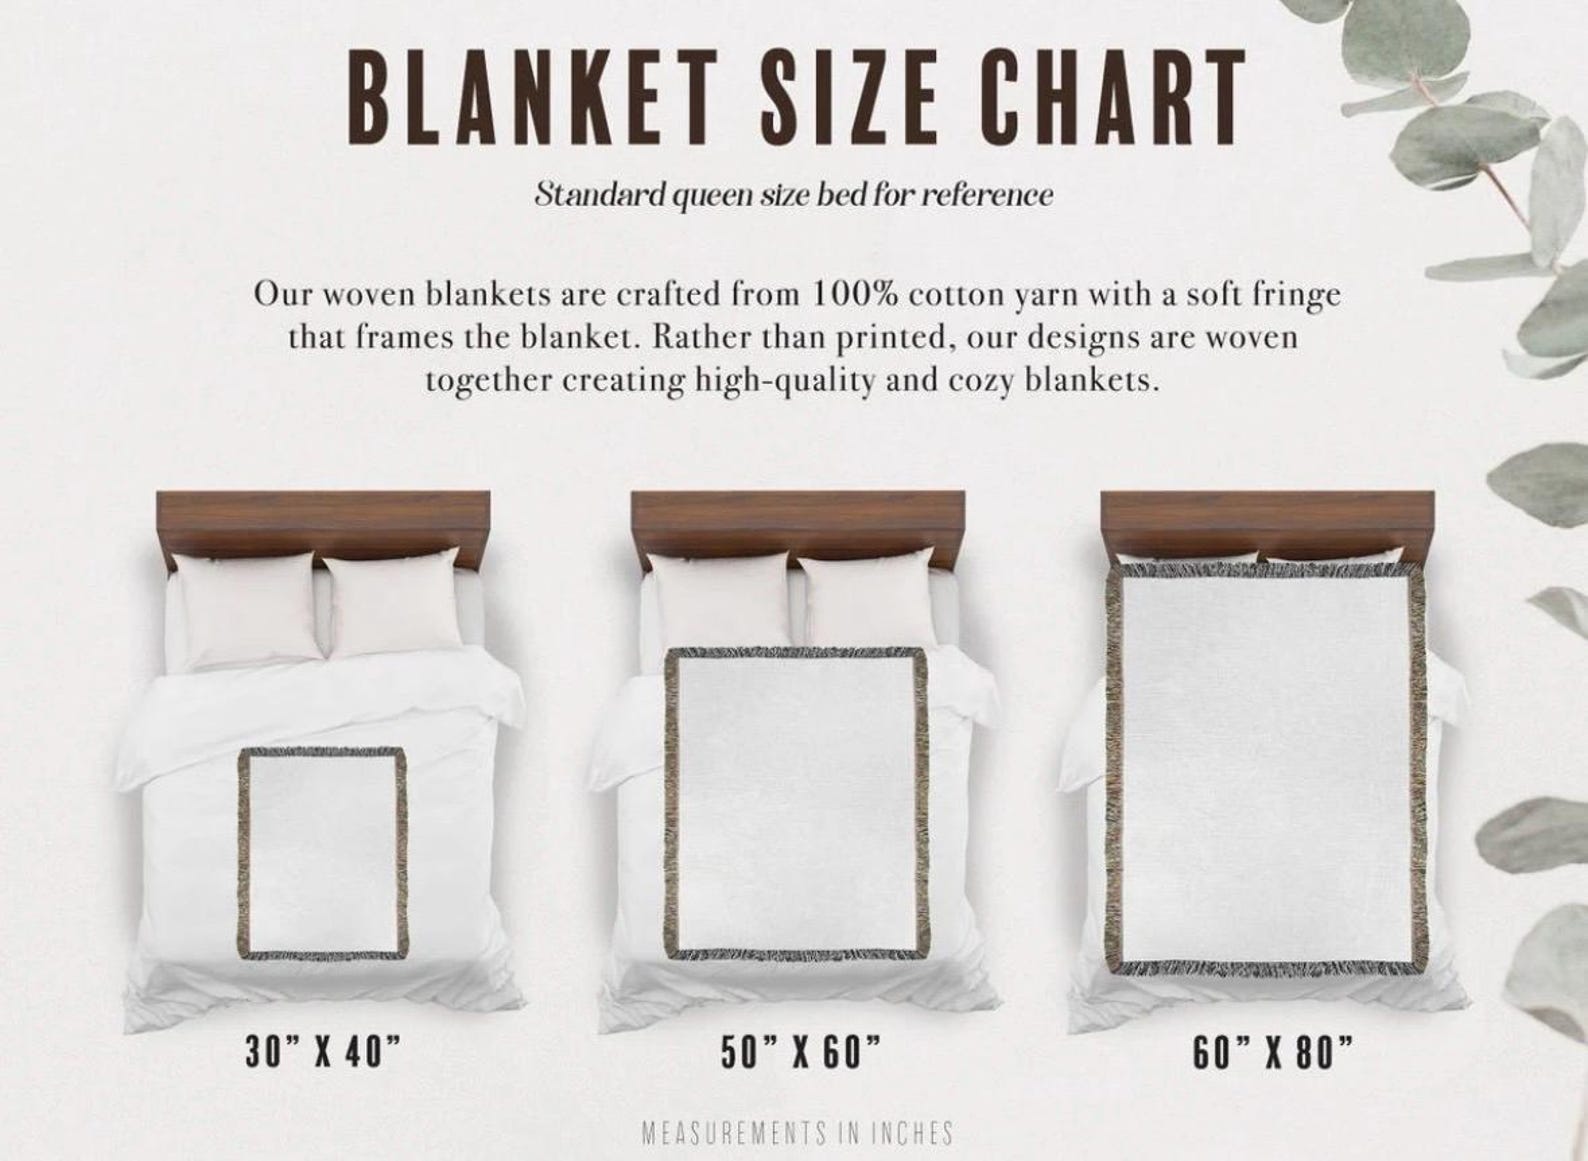 BLANKET SIZE CHART
Standard queen size bed for reference
Our woven blankets are crafted from 100% cotton yarn with a soft fringe
that frames the blanket. Rather than printed, our designs are woven
together creating high-quality and cozy blankets.
30” X 40”
50” X 60”
60” X 80”
MEASUREMENTS IN INCHES